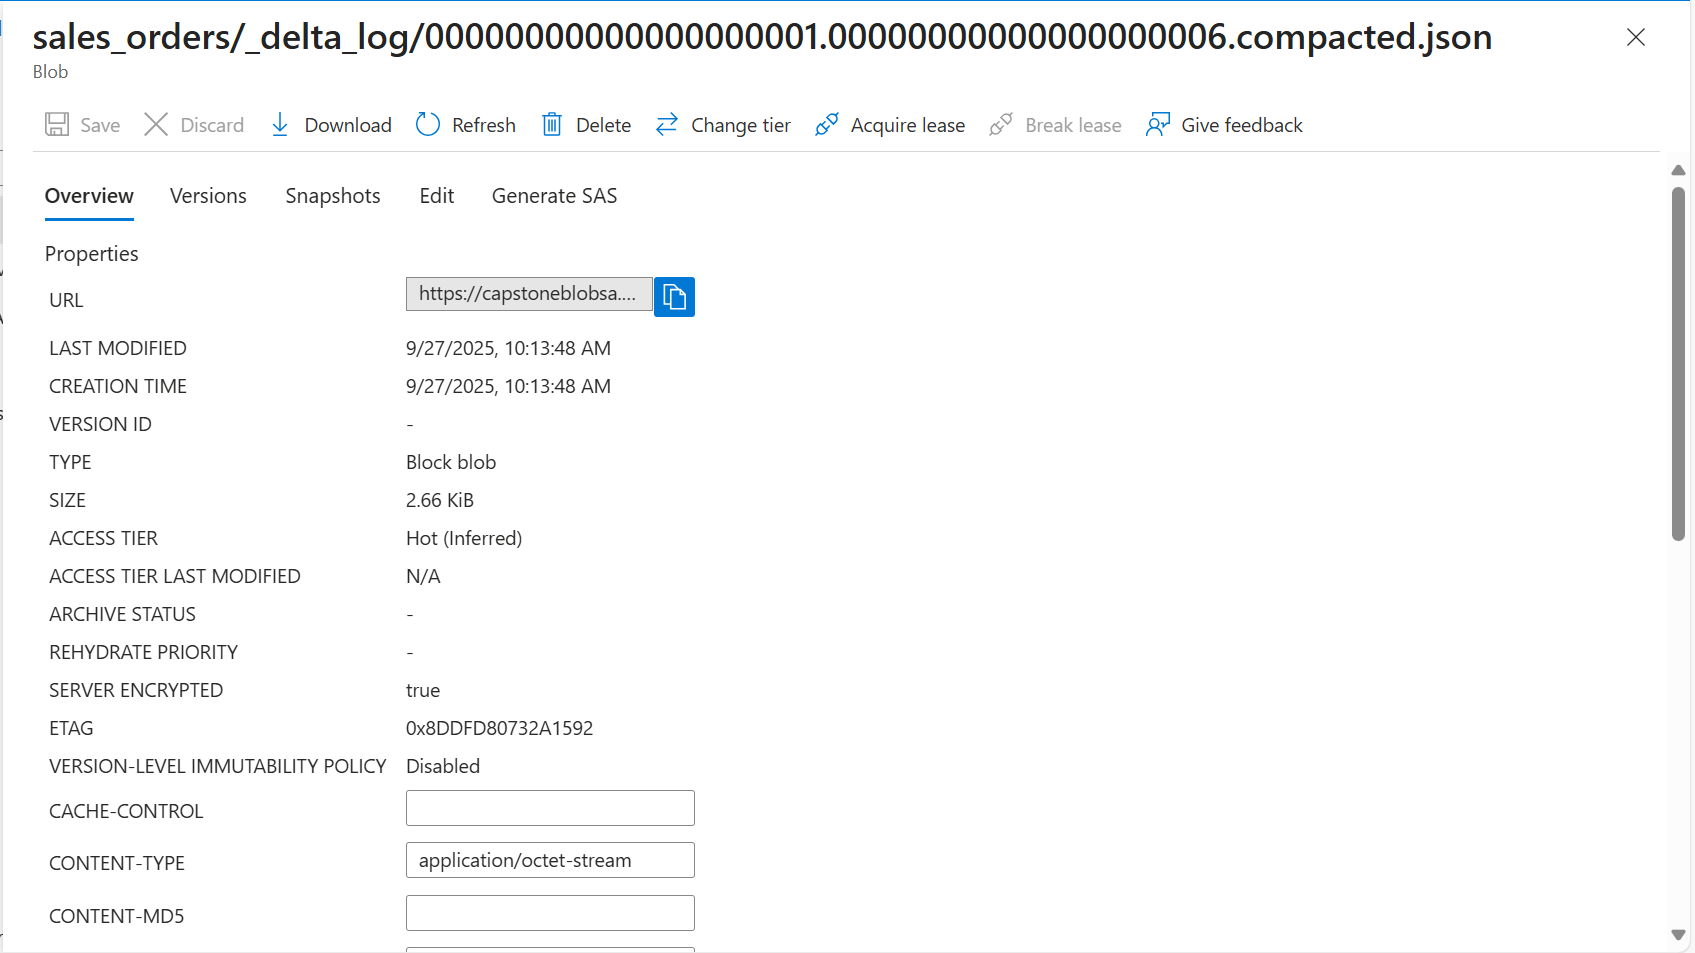 sales_orders/_delta_log/00000000000000000001.00000000000000000006.compacted.json
Blob
Save Discard Download Refresh Delete Change tier Acquire lease Break lease Give feedback
Overview Versions Snapshots Edit Generate SAS
Properties
URL https://capstoneblobsa....
LAST MODIFIED 9/27/2025, 10:13:48 AM
CREATION TIME 9/27/2025, 10:13:48 AM
VERSION ID -
TYPE Block blob
SIZE 2.66 KiB
ACCESS TIER Hot (Inferred)
ACCESS TIER LAST MODIFIED N/A
ARCHIVE STATUS -
REHYDRATE PRIORITY -
SERVER ENCRYPTED true
ETAG 0x8DDFD80732A1592
VERSION-LEVEL IMMUTABILITY POLICY Disabled
CACHE-CONTROL
CONTENT-TYPE application/octet-stream
CONTENT-MD5